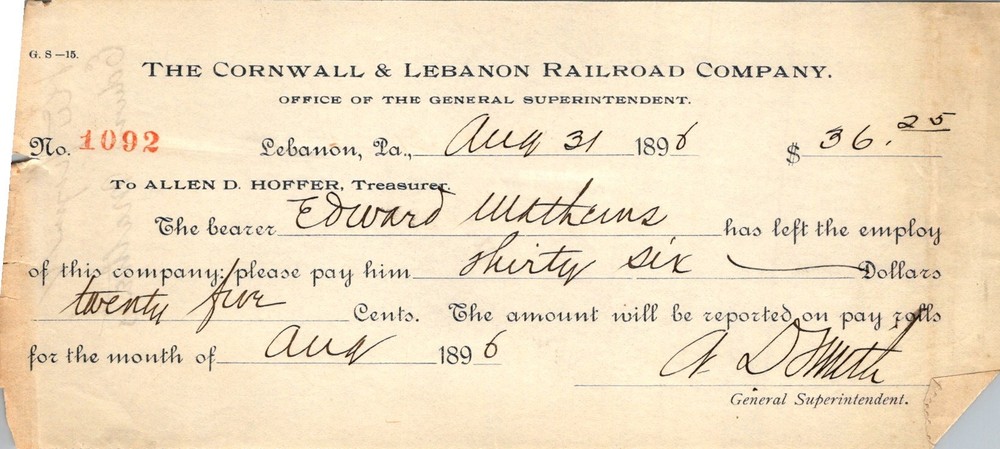 G. S—15.
THE CORNWALL & LEBANON RAILROAD COMPANY.
OFFICE OF THE GENERAL SUPERINTENDENT.
No. 1092 Lebanon, Pa., Aug 31 1896 $ 36. 25
To ALLEN D. HOFFER, Treasurer.
The bearer Edward Mathews has left the employ
of this company; please pay him thirty six Dollars
twenty five Cents. The amount will be reported on pay rolls
for the month of Aug 1896 A D Smith
General Superintendent.